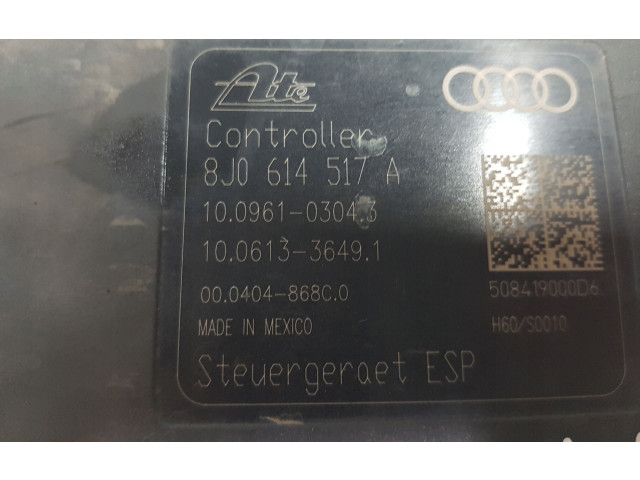 Ate
Controller
8J0 614 517 A
10.0961-0304.3
10.0613-3649.1
00.0404-868C.0
508419000D6
MADE IN MEXICO
H60/S0010
Steuergeraet ESP